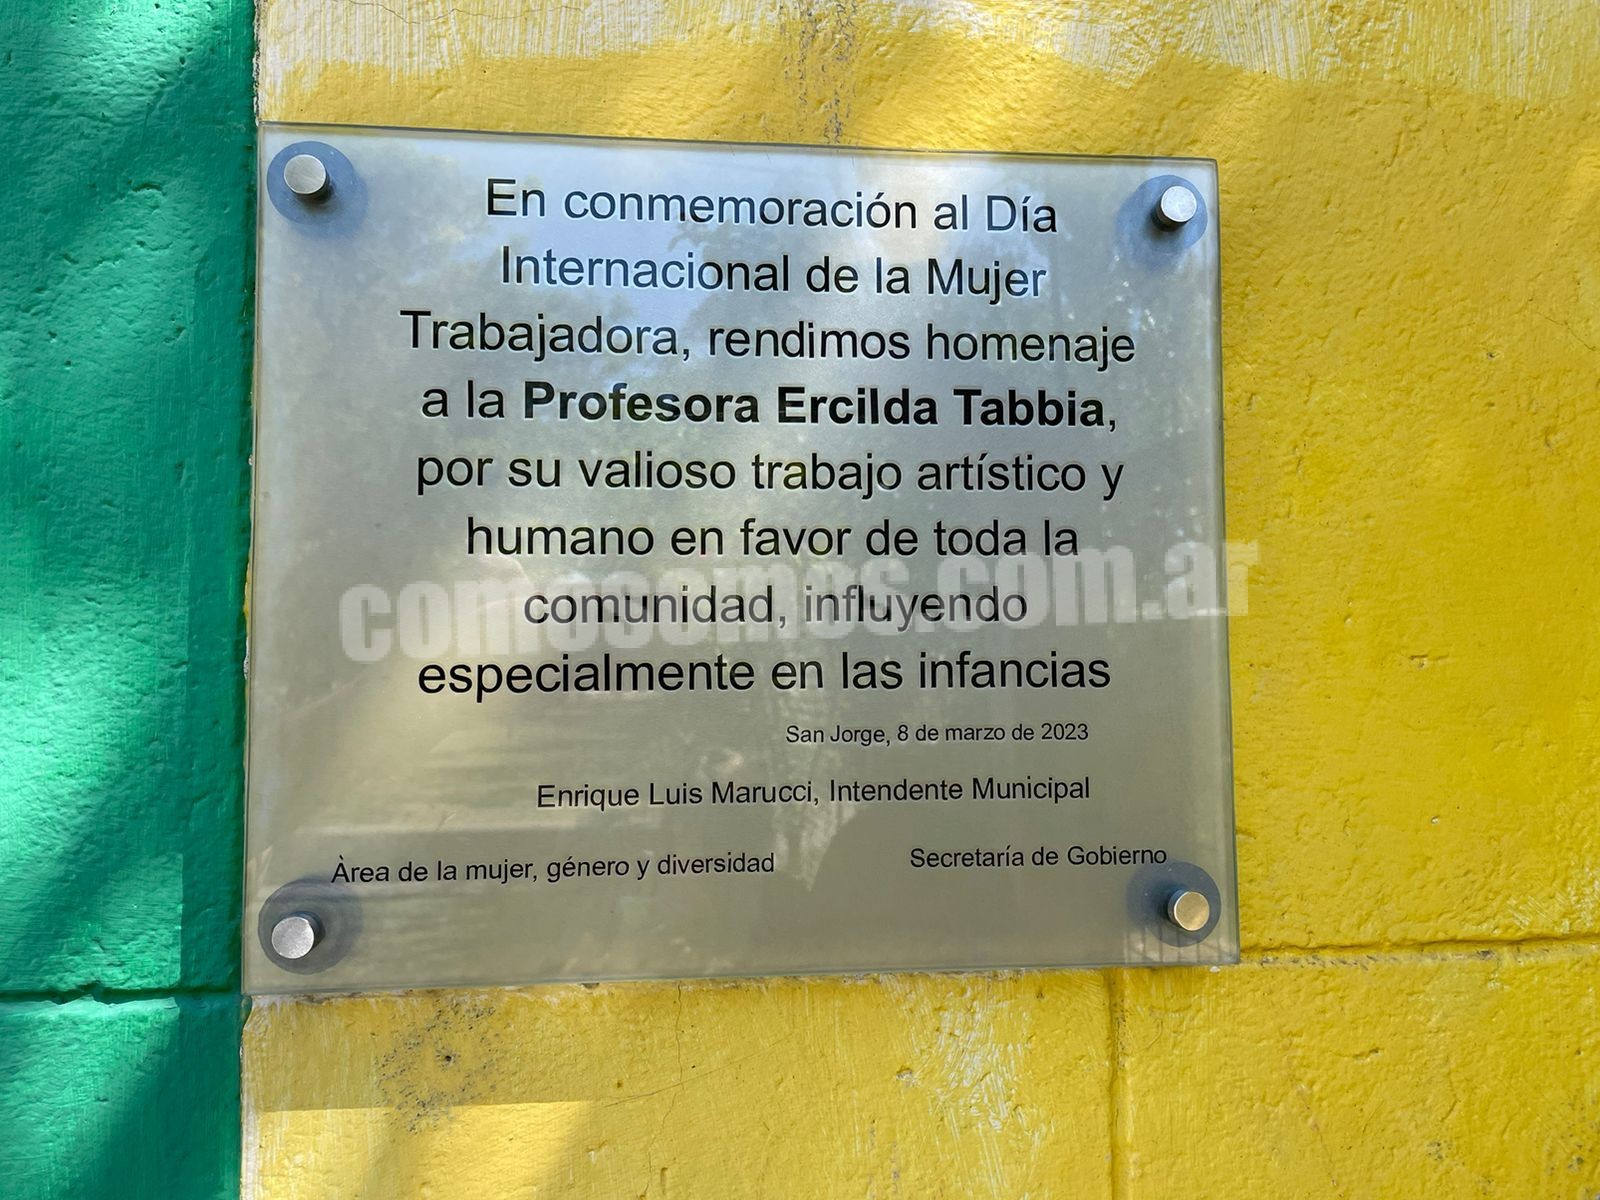 En conmemoración al Día
Internacional de la Mujer
Trabajadora, rendimos homenaje
a la Profesora Ercilda Tabbia,
por su valioso trabajo artístico y
humano en favor de toda la
comunidad, influyendo
especialmente en las infancias
San Jorge, 8 de marzo de 2023
Enrique Luis Marucci, Intendente Municipal
Àrea de la mujer, género y diversidad
Secretaría de Gobierno
comocomos.com.ar